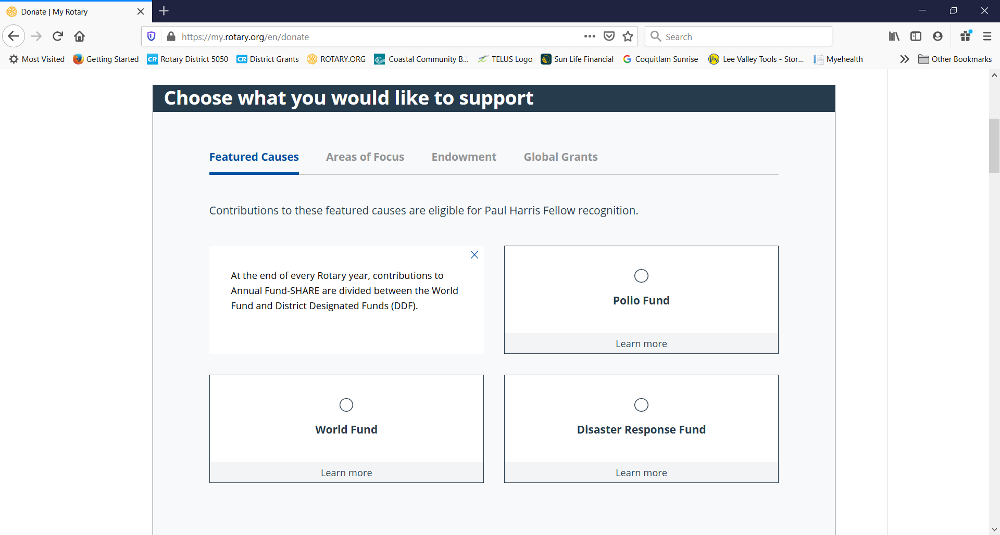 Donate | My Rotary
https://my.rotary.org/en/donate
Search
Most Visited
Getting Started
CR Rotary District 5050
CR District Grants
ROTARY.ORG
Coastal Community B...
TELUS Logo
Sun Life Financial
G Coquitlam Sunrise
LV Lee Valley Tools - Stor...
Myehealth
Other Bookmarks
Choose what you would like to support
Featured Causes
Areas of Focus
Endowment
Global Grants
Contributions to these featured causes are eligible for Paul Harris Fellow recognition.
At the end of every Rotary year, contributions to
Annual Fund-SHARE are divided between the World
Fund and District Designated Funds (DDF).
Polio Fund
Learn more
World Fund
Learn more
Disaster Response Fund
Learn more